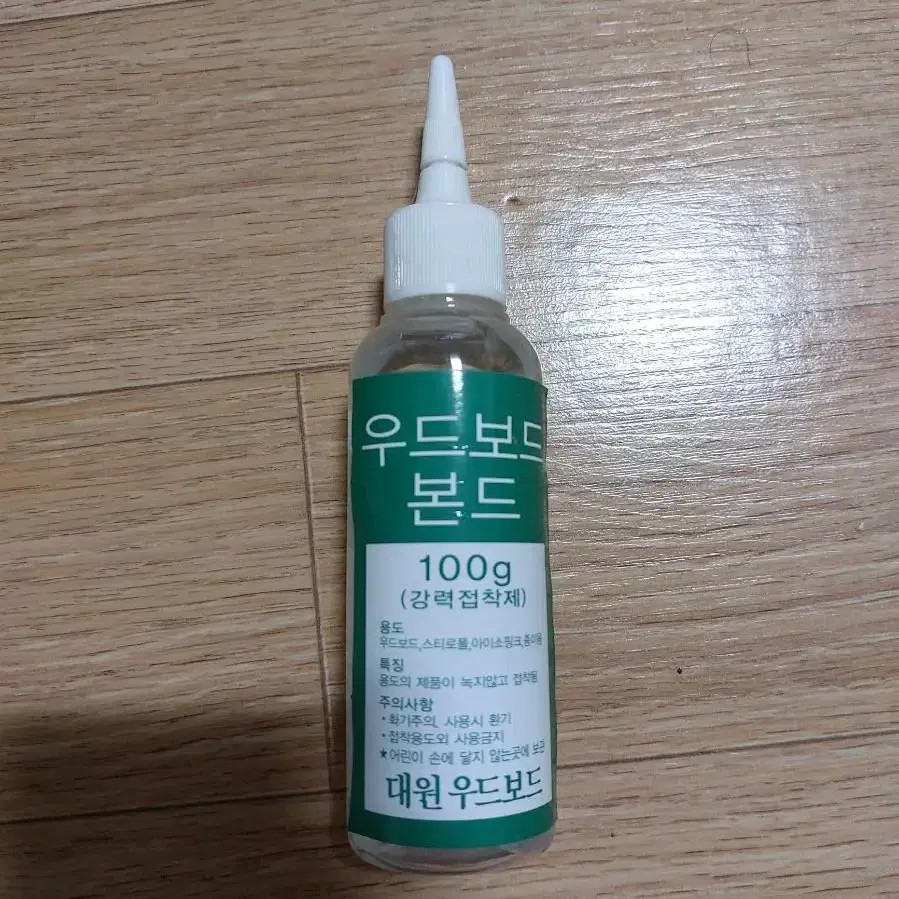 우드보드
본드
100g
(강력접착제)
용도
우드보드,스티로폼,아이소핑크,종이용
특징
용도의 제품이 녹지않고 접착됨
주의사항
·화기주의, 사용시 환기
·접착용도외 사용금지
★어린이 손에 닿지 않는곳에 보관
대원우드보드